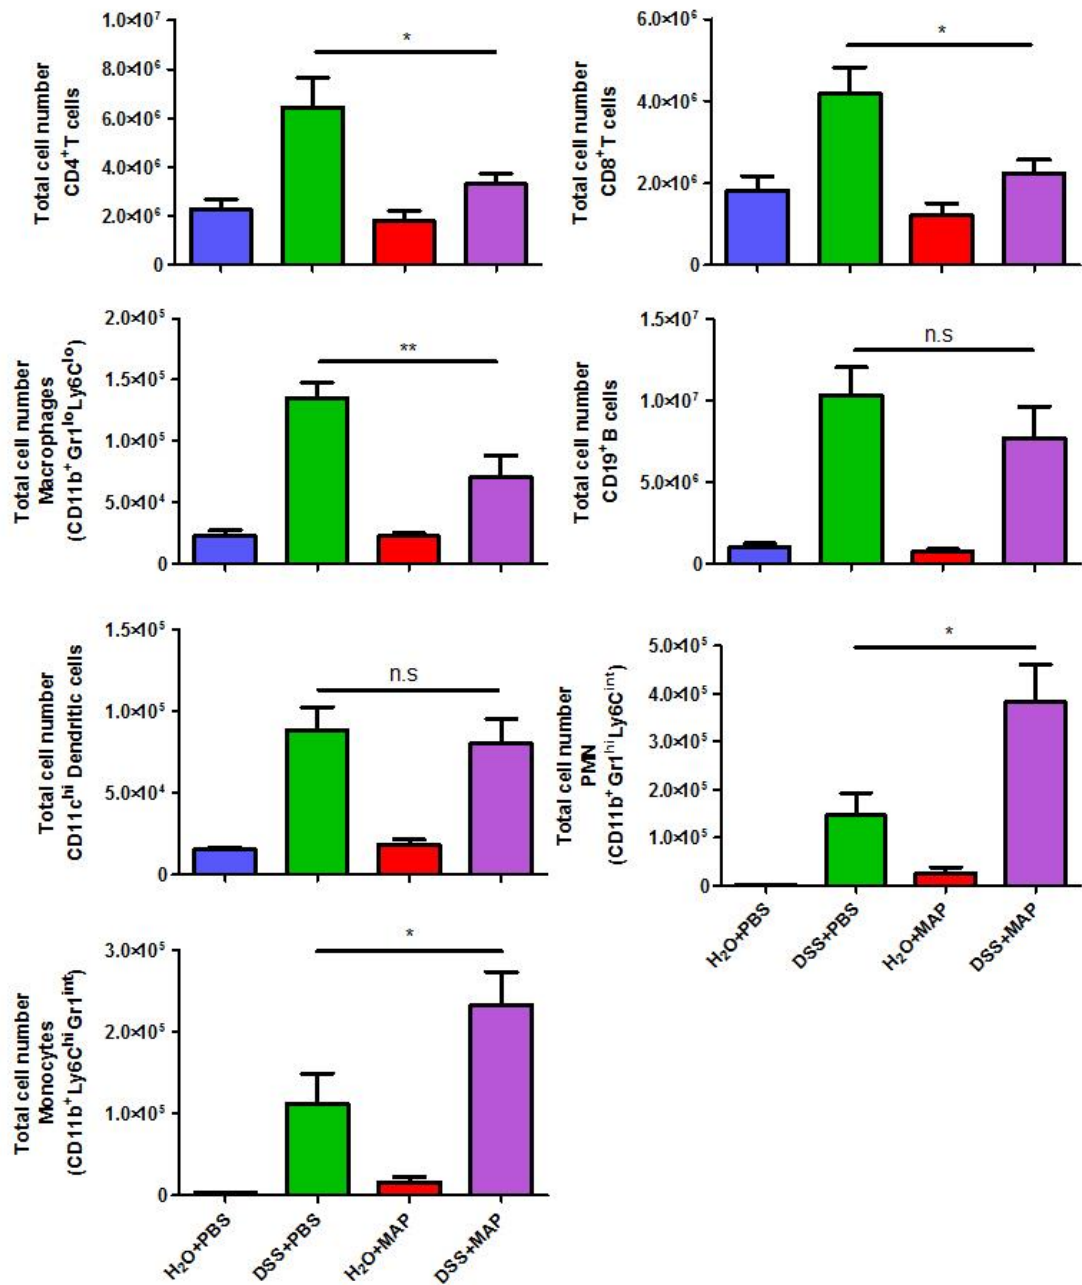 Total cell number
CD4⁺T cells
1.0×10⁷
8.0×10⁶
6.0×10⁶
4.0×10⁶
2.0×10⁶
0
*
Total cell number
CD8⁺T cells
6.0×10⁶
4.0×10⁶
2.0×10⁶
0
*
Total cell number
Macrophages
(CD11b⁺Gr1ˡᵒLy6Cˡᵒ)
2.0×10⁵
1.5×10⁵
1.0×10⁵
5.0×10⁴
0
**
Total cell number
CD19⁺B cells
1.5×10⁷
1.0×10⁷
5.0×10⁶
0
n.s
Total cell number
CD11cʰⁱ Dendritic cells
1.5×10⁵
1.0×10⁵
5.0×10⁴
0
n.s
Total cell number
PMN
(CD11b⁺Gr1ʰⁱLy6Cⁱⁿᵗ)
5.0×10⁵
4.0×10⁵
3.0×10⁵
2.0×10⁵
1.0×10⁵
0
*
H₂O+PBS
DSS+PBS
H₂O+MAP
DSS+MAP
Total cell number
Monocytes
(CD11b⁺Ly6CʰⁱGr1ⁱⁿᵗ)
3.0×10⁵
2.0×10⁵
1.0×10⁵
0
*
H₂O+PBS
DSS+PBS
H₂O+MAP
DSS+MAP